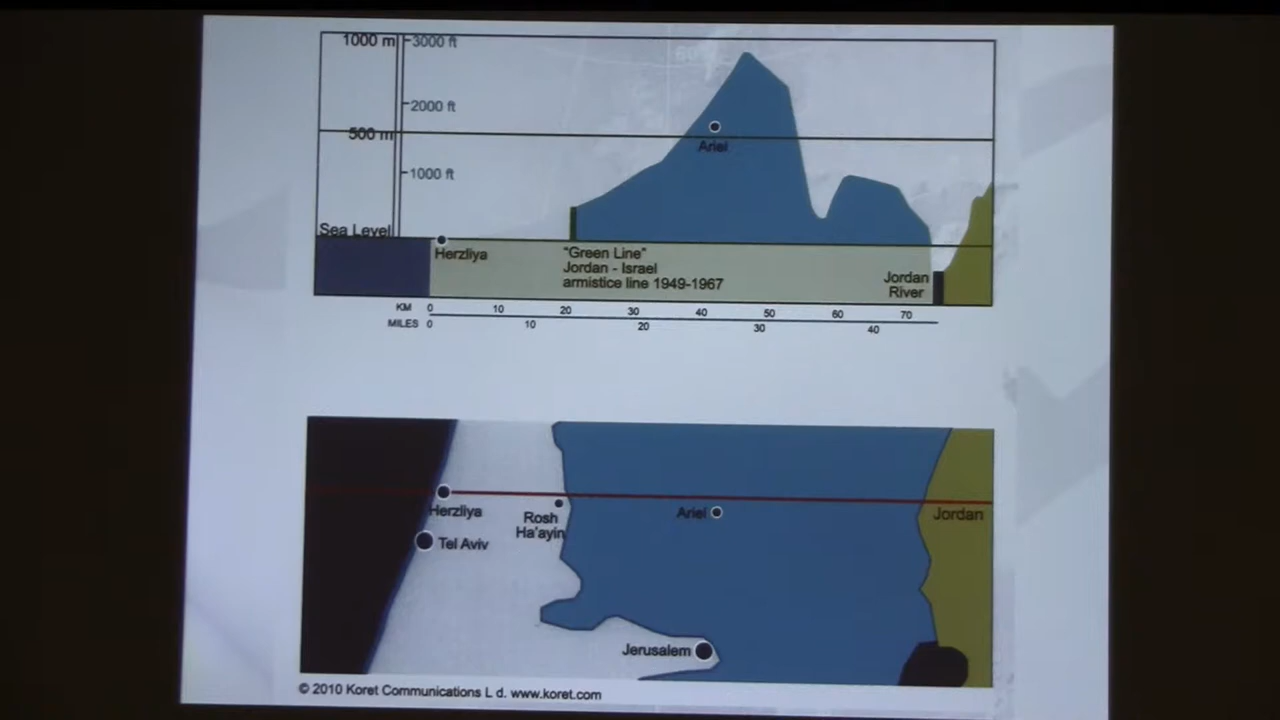 1000 m
3000 ft
2000 ft
500 m
Ariel
1000 ft
Sea Level
Herzliya
"Green Line"
Jordan - Israel
armistice line 1949-1967
Jordan
River
KM 0 10 20 30 40 50 60 70
MILES 0 10 20 30 40
Herzliya
Rosh
Ha'ayin
Ariel
Jordan
Tel Aviv
Jerusalem
© 2010 Koret Communications L d. www.koret.com